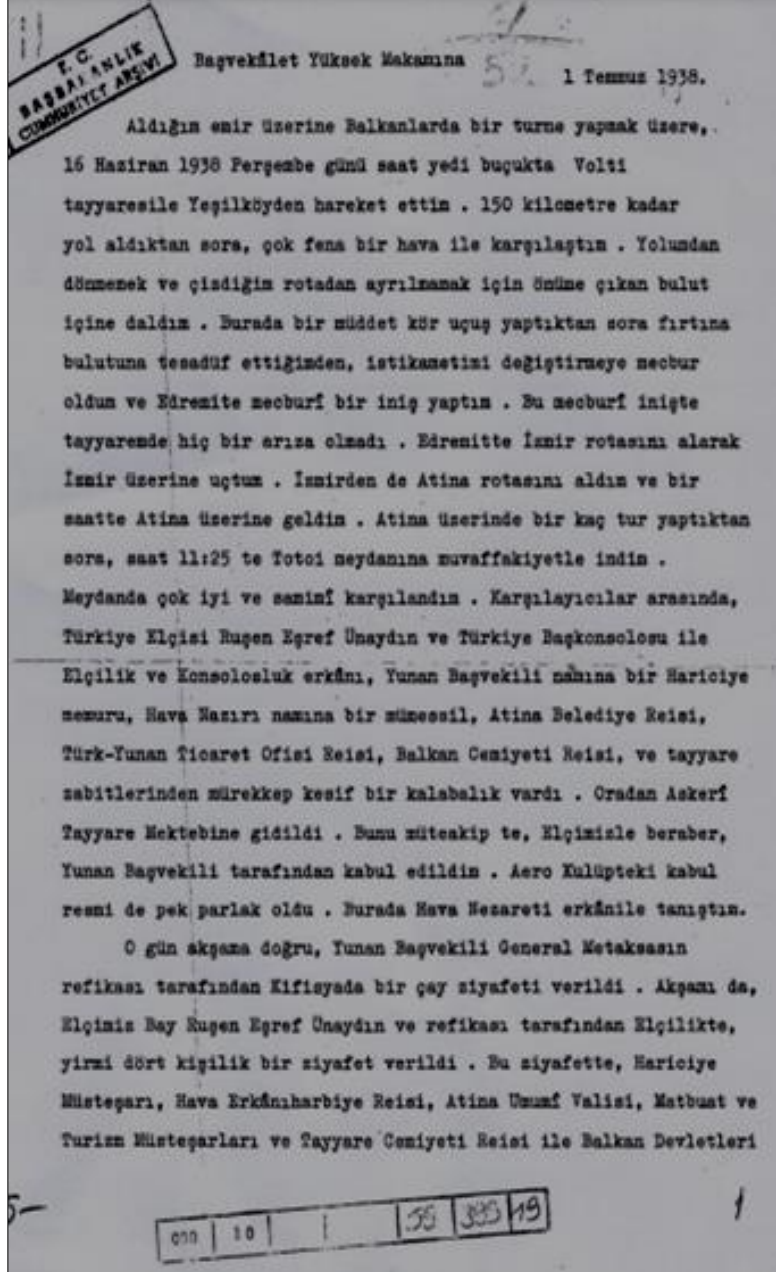 T. C.
BAŞBAKANLIK
CUMHURİYET ARŞİVİ
Başvekâlet Yüksek Makamına
1 Temmuz 1938.
Aldığım emir üzerine Balkanlarda bir turne yapmak üzere,
16 Haziran 1938 Perşembe günü saat yedi buçukta Volti
tayyaresile Yeşilköyden hareket ettim . 150 kilometre kadar
yol aldıktan sora, çok fena bir hava ile karşılaştım . Yolumdan
dönmemek ve çizdiğim rotadan ayrılmamak için önüme çıkan bulut
içine daldım . Burada bir müddet kör uçuş yaptıktan sora fırtına
bulutuna tesadüf ettiğimden, istikametimi değiştirmeye mecbur
oldum ve Edremite mecburî bir iniş yaptım . Bu mecburî inişte
tayyaremde hiç bir arıza olmadı . Edremitte İzmir rotasını alarak
İzmir üzerine uçtum . İzmirden de Atina rotasını aldım ve bir
saatte Atina üzerine geldim . Atina üzerinde bir kaç tur yaptıktan
sora, saat 11:25 te Totoi meydanına muvaffakiyetle indim .
Meydanda çok iyi ve samimî karşılandım . Karşılayıcılar arasında,
Türkiye Elçisi Ruşen Eşref Ünaydın ve Türkiye Başkonsolosu ile
Elçilik ve Konsolosluk erkânı, Yunan Başvekili namına bir Hariciye
memuru, Hava Nazırı namına bir mümessil, Atina Belediye Reisi,
Türk-Yunan Ticaret Ofisi Reisi, Balkan Cemiyeti Reisi, ve tayyare
zabitlerinden mürekkep kesif bir kalabalık vardı . Oradan Askerî
Tayyare Mektebine gidildi . Bunu müteakip te, Elçimizle beraber,
Yunan Başvekili tarafından kabul edildim . Aero Kulüpteki kabul
resmi de pek parlak oldu . Burada Hava Nezareti erkânile tanıştım.
O gün akşama doğru, Yunan Başvekili General Metaksasın
refikası tarafından Kifisyada bir çay ziyafeti verildi . Akşamı da,
Elçimiz Bay Ruşen Eşref Ünaydın ve refikası tarafından Elçilikte,
yirmi dört kişilik bir ziyafet verildi . Bu ziyafette, Hariciye
Müsteşarı, Hava Erkânıharbiye Reisi, Atina Umumî Valisi, Matbuat ve
Turizm Müsteşarları ve Tayyare Cemiyeti Reisi ile Balkan Devletleri
1
030 10 55 395 19